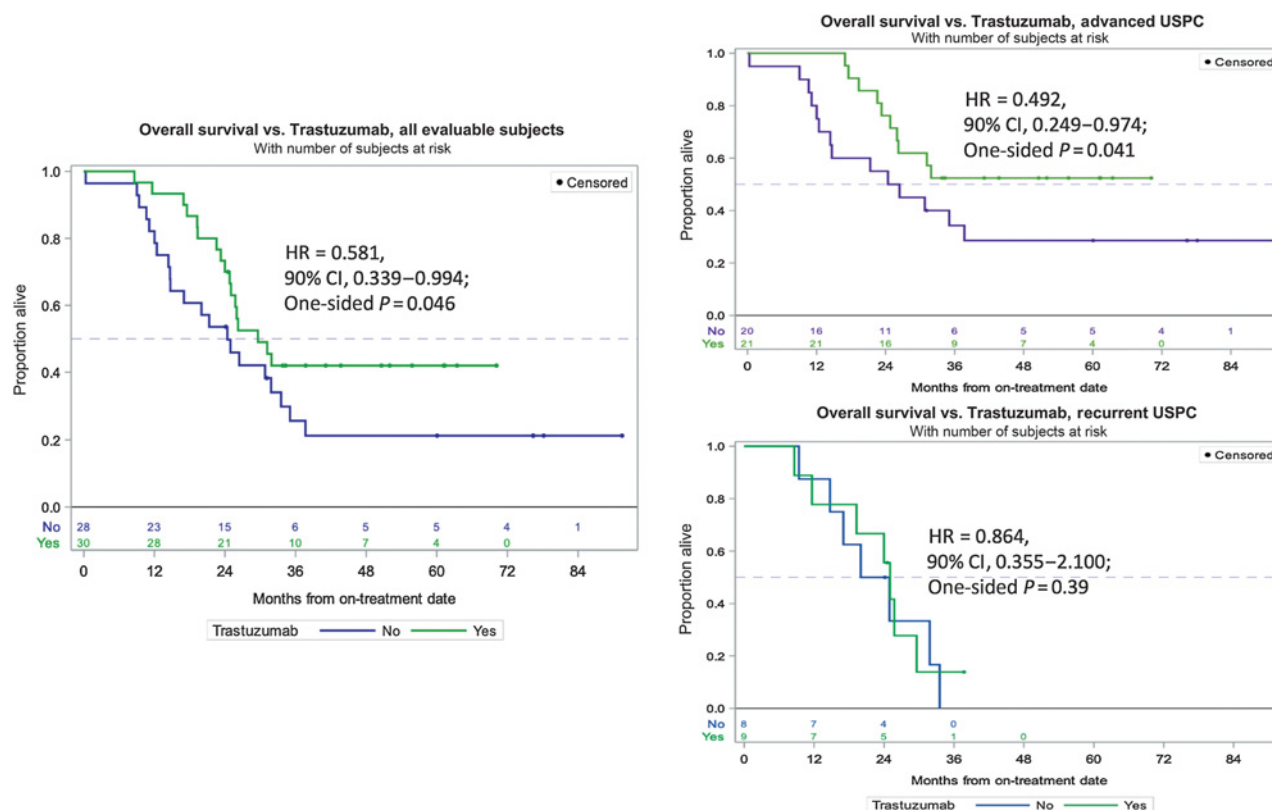 Overall survival vs. Trastuzumab, all evaluable subjects
With number of subjects at risk
• Censored
HR = 0.581,
90% CI, 0.339–0.994;
One-sided P = 0.046
Proportion alive
1.0
0.8
0.6
0.4
0.2
0.0
No 28 23 15 6 5 5 4 1
Yes 30 28 21 10 7 4 0
0 12 24 36 48 60 72 84
Months from on-treatment date
Trastuzumab No Yes
Overall survival vs. Trastuzumab, advanced USPC
With number of subjects at risk
• Censored
HR = 0.492,
90% CI, 0.249–0.974;
One-sided P = 0.041
Proportion alive
1.0
0.8
0.6
0.4
0.2
0.0
No 20 16 11 6 5 5 4 1
Yes 21 21 16 9 7 4 0
0 12 24 36 48 60 72 84
Months from on-treatment date
Overall survival vs. Trastuzumab, recurrent USPC
With number of subjects at risk
• Censored
HR = 0.864,
90% CI, 0.355–2.100;
One-sided P = 0.39
Proportion alive
1.0
0.8
0.6
0.4
0.2
0.0
No 8 7 4 0
Yes 9 7 5 1 0
0 12 24 36 48 60 72 84
Months from on-treatment date
Trastuzumab No Yes